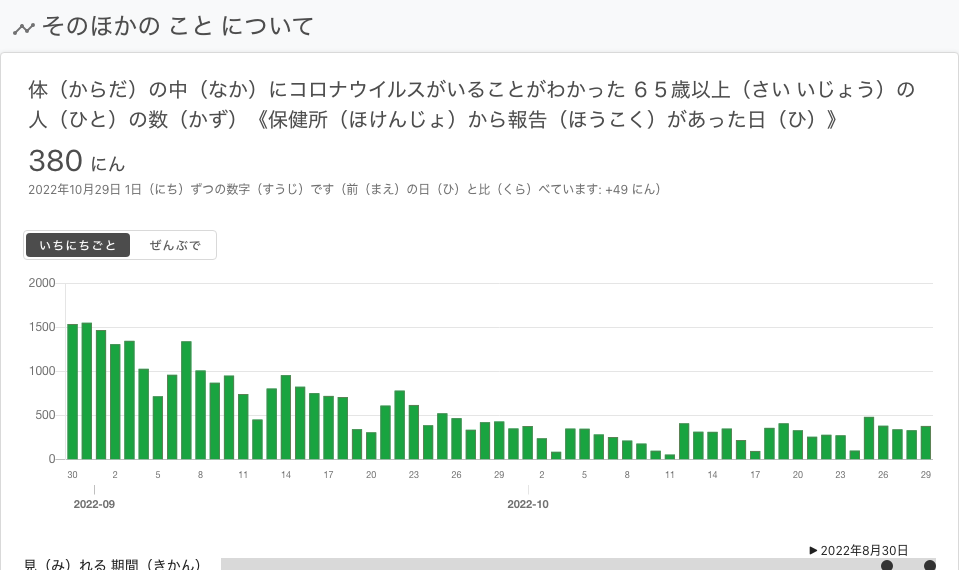 そのほかの こと について
体（からだ）の中（なか）にコロナウイルスがいることがわかった ６５歳以上（さい いじょう）の
人（ひと）の数（かず）《保健所（ほけんじょ）から報告（ほうこく）があった日（ひ）》
380 にん
2022年10月29日 1日（にち）ずつの数字（すうじ）です（前（まえ）の日（ひ）と比（くら）べています: +49 にん）
いちにちごと ぜんぶで
2000
1500
1000
500
0
30 2 5 8 11 14 17 20 23 26 29 2 5 8 11 14 17 20 23 26 29
2022-09 2022-10
▶ 2022年8月30日
見（み）れる 期間（きかん）